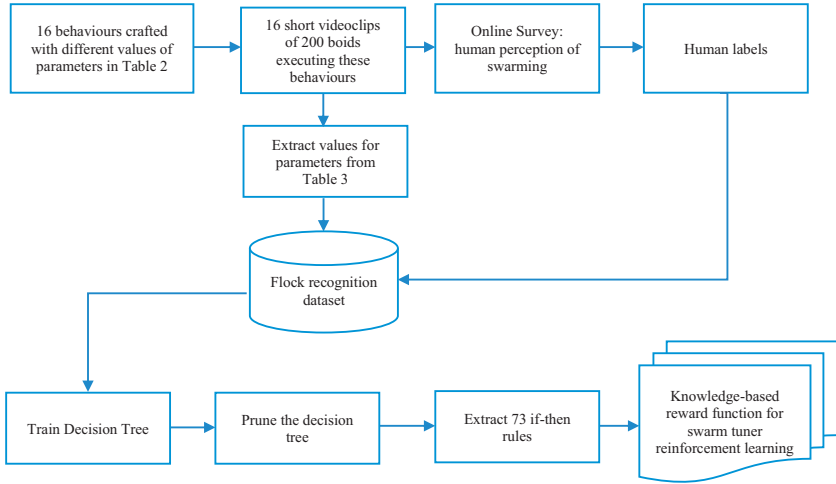 16 behaviours crafted
with different values of
parameters in Table 2
16 short videoclips
of 200 boids
executing these
behaviours
Online Survey:
human perception of
swarming
Human labels
Extract values for
parameters from
Table 3
Flock recognition
dataset
Train Decision Tree
Prune the decision
tree
Extract 73 if-then
rules
Knowledge-based
reward function for
swarm tuner
reinforcement learning